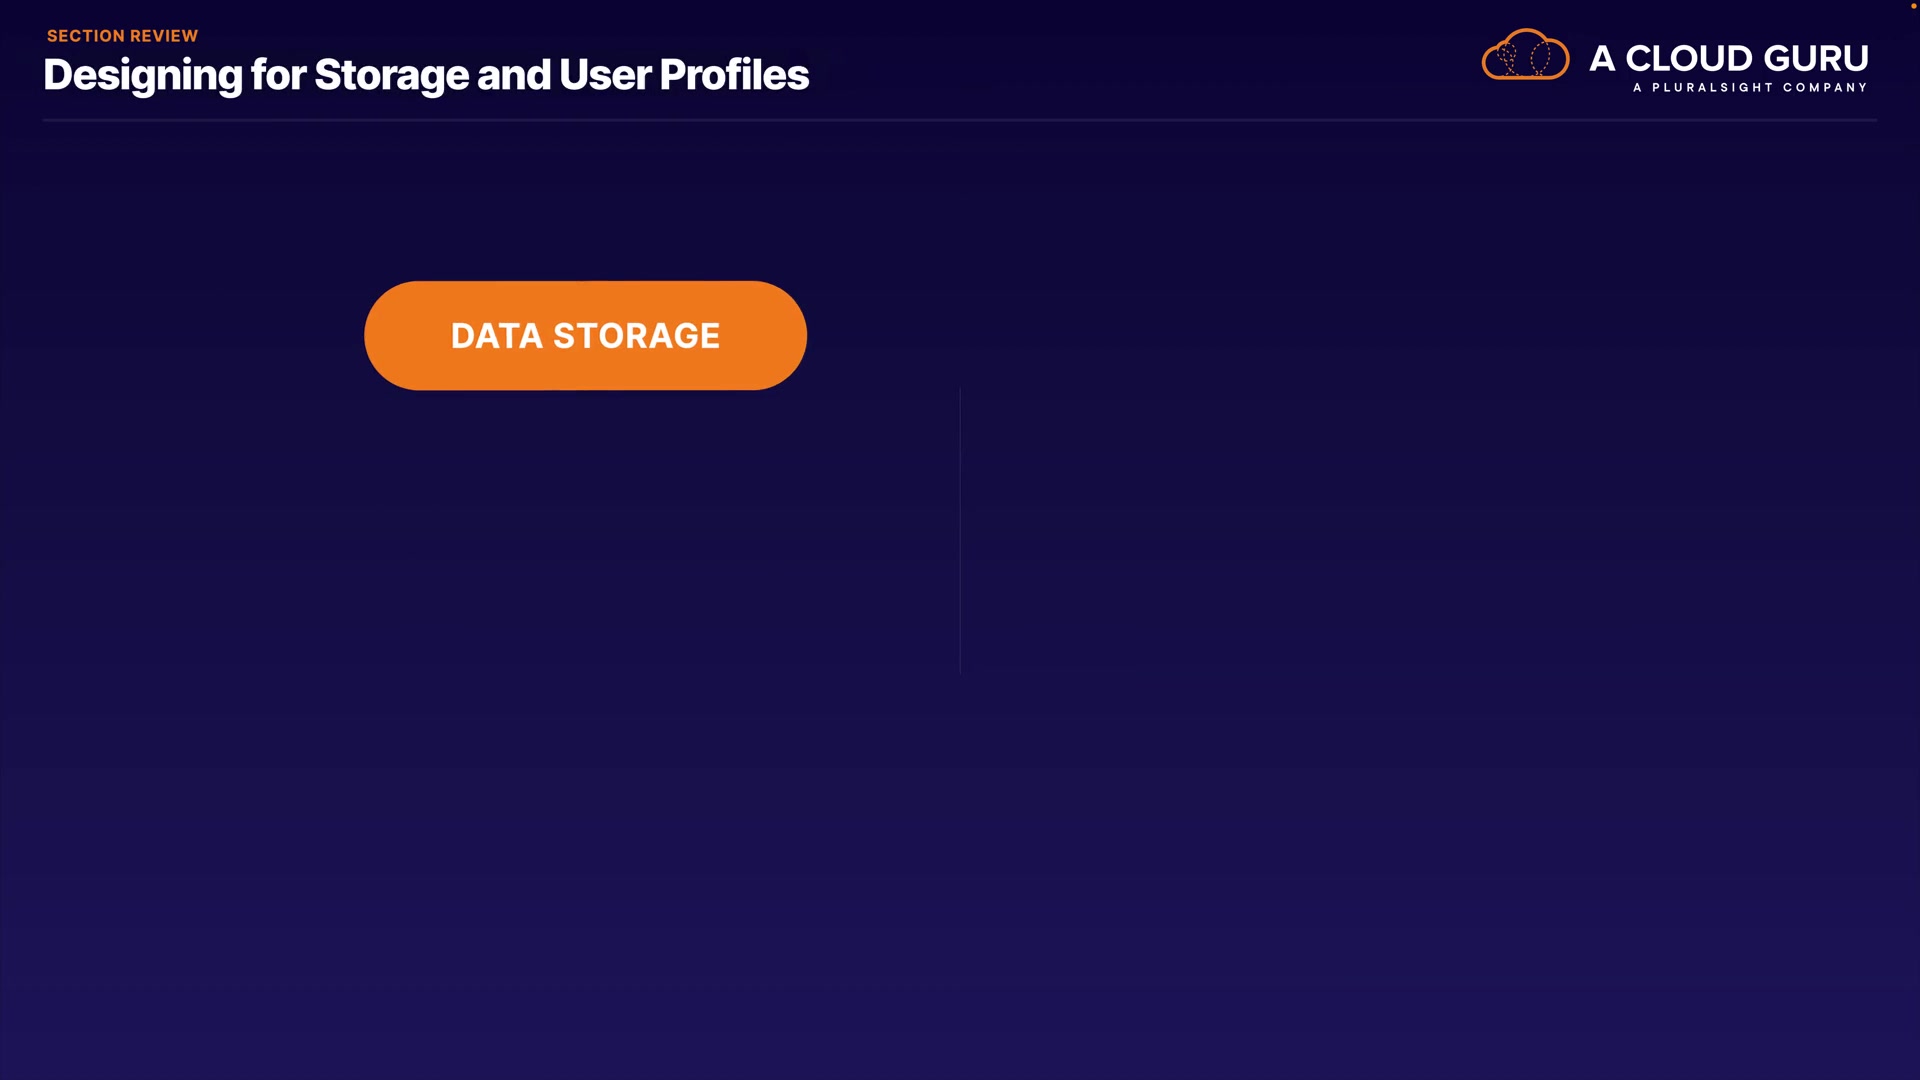 SECTION REVIEW
Designing for Storage and User Profiles
A CLOUD GURU
A PLURALSIGHT COMPANY
DATA STORAGE